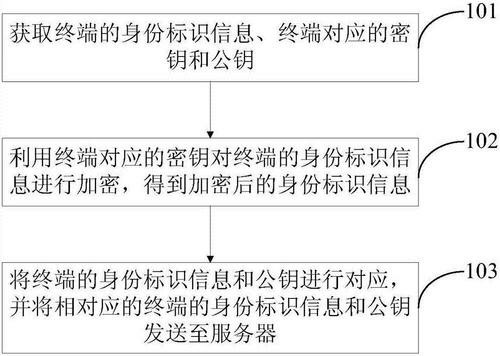 获取终端的身份标识信息、终端对应的密
钥和公钥
101
利用终端对应的密钥对终端的身份标识信
息进行加密，得到加密后的身份标识信息
102
将终端的身份标识信息和公钥进行对应，
并将相对应的终端的身份标识信息和公钥
发送至服务器
103